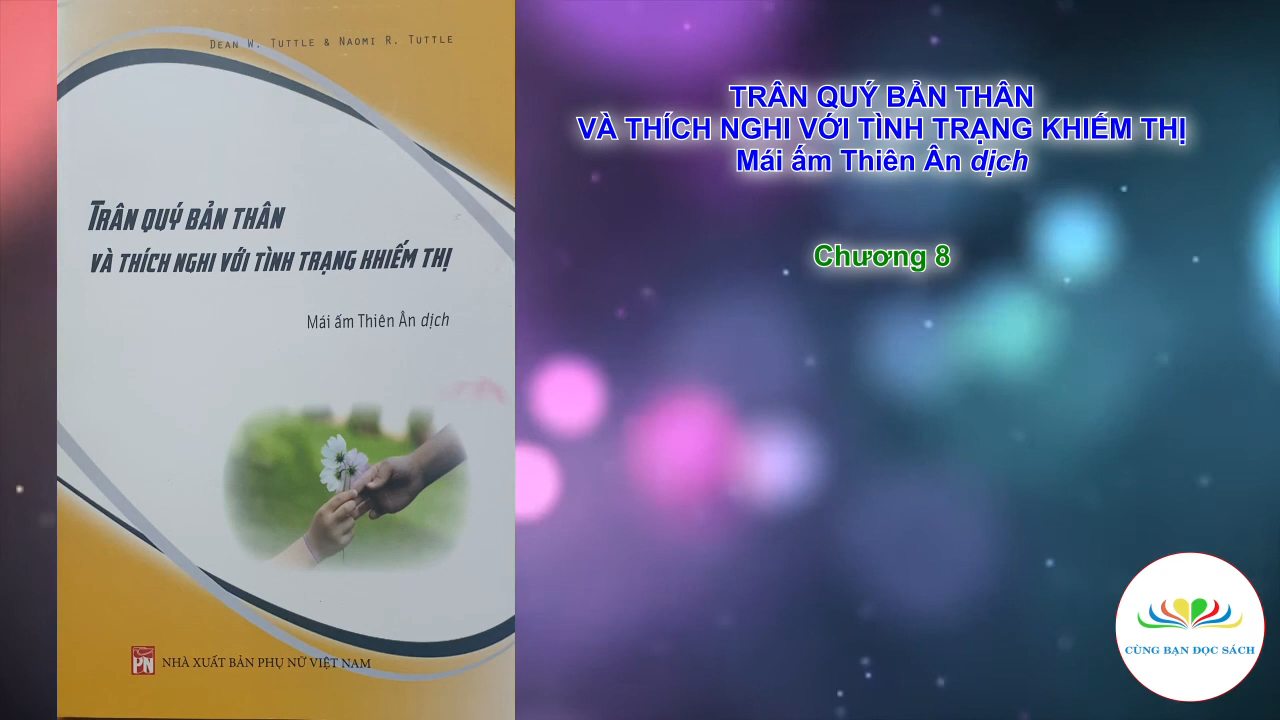 DEAN W. TUTTLE & NAOMI R. TUTTLE
TRÂN QUÝ BẢN THÂN
VÀ THÍCH NGHI VỚI TÌNH TRẠNG KHIẾM THỊ
Mái ấm Thiên Ân dịch
PN NHÀ XUẤT BẢN PHỤ NỮ VIỆT NAM
TRÂN QUÝ BẢN THÂN
VÀ THÍCH NGHI VỚI TÌNH TRẠNG KHIẾM THỊ
Mái ấm Thiên Ân dịch
Chương 8
CÙNG BẠN ĐỌC SÁCH